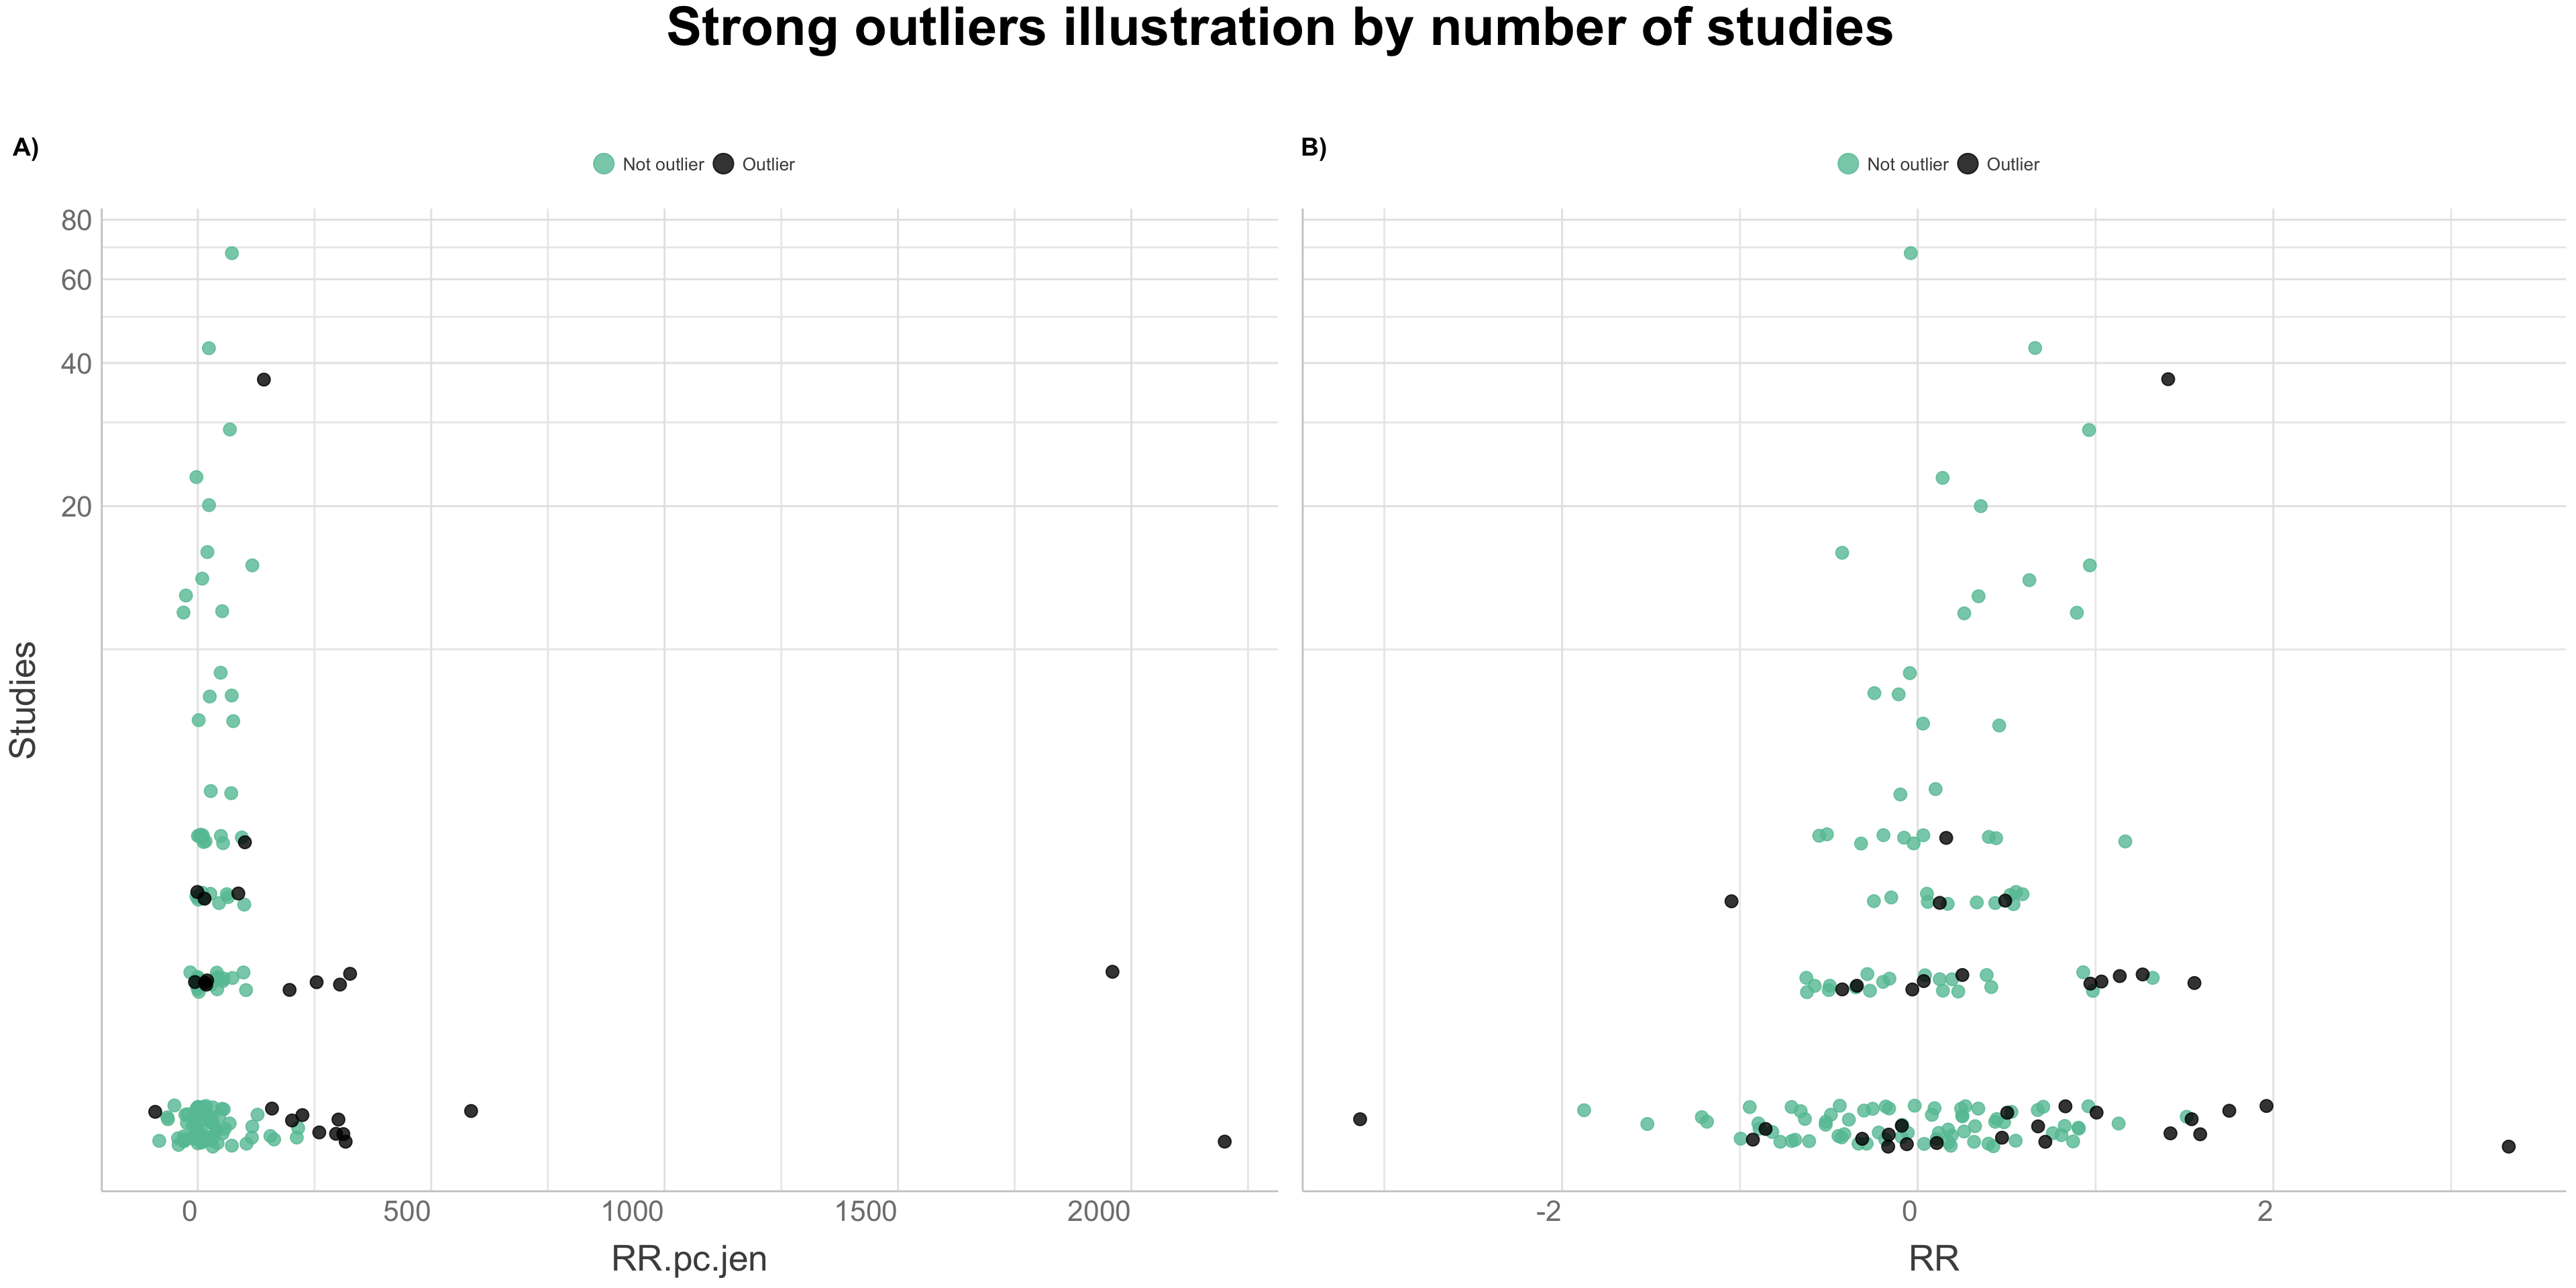 Strong outliers illustration by number of studies
A)
Not outlier
Outlier
B)
Not outlier
Outlier
80
60
40
20
Studies
0
500
1000
1500
2000
RR.pc.jen
-2
0
2
RR